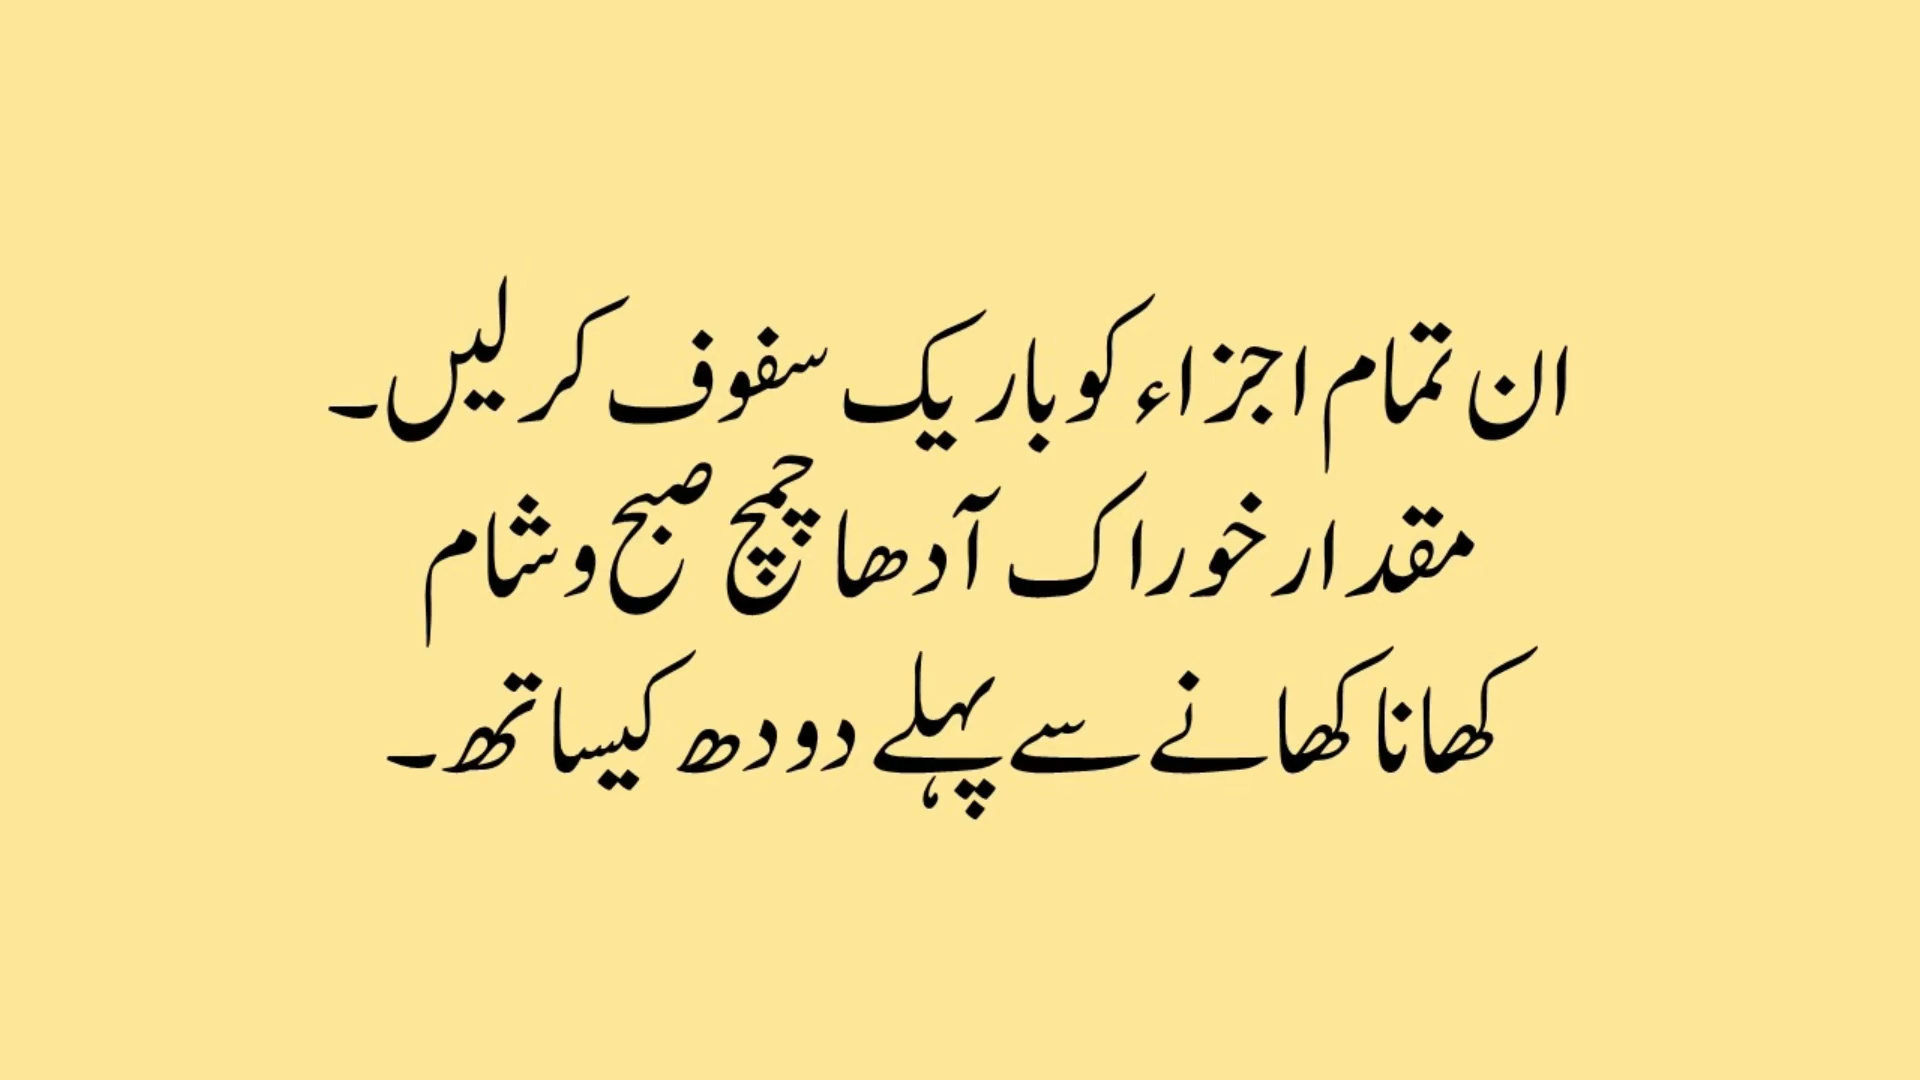 ان تمام اجزاء کو باریک سفوف کر لیں۔
مقدار خوراک آدھا چمچ صبح و شام
کھانا کھانے سے پہلے دودھ کیساتھ۔